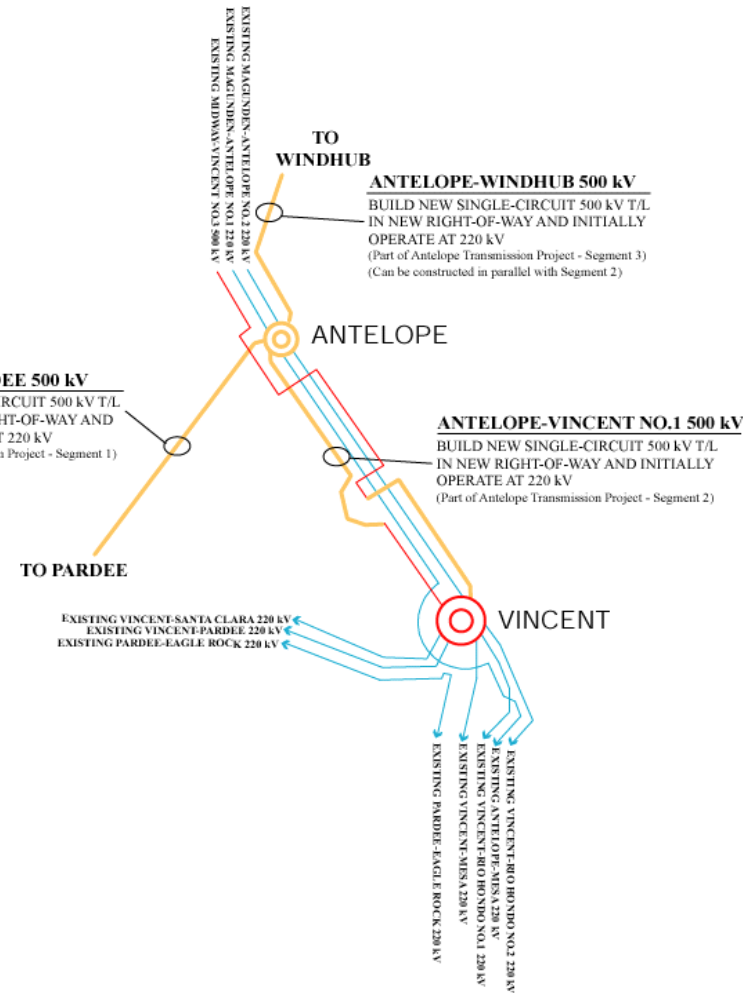 EXISTING MIDWAY-VINCENT NO.3 500 kV
EXISTING MAGUNDEN-ANTELOPE NO.1 220 kV
EXISTING MAGUNDEN-ANTELOPE NO.2 220 kV
TO
WINDHUB
ANTELOPE-WINDHUB 500 kV
BUILD NEW SINGLE-CIRCUIT 500 kV T/L
IN NEW RIGHT-OF-WAY AND INITIALLY
OPERATE AT 220 kV
(Part of Antelope Transmission Project - Segment 3)
(Can be constructed in parallel with Segment 2)
ANTELOPE
DEE 500 kV
RCUIT 500 kV T/L
HT-OF-WAY AND
T 220 kV
n Project - Segment 1)
ANTELOPE-VINCENT NO.1 500 kV
BUILD NEW SINGLE-CIRCUIT 500 kV T/L
IN NEW RIGHT-OF-WAY AND INITIALLY
OPERATE AT 220 kV
(Part of Antelope Transmission Project - Segment 2)
TO PARDEE
EXISTING VINCENT-SANTA CLARA 220 kV
EXISTING VINCENT-PARDEE 220 kV
EXISTING PARDEE-EAGLE ROCK 220 kV
VINCENT
EXISTING PARDEE-EAGLE ROCK 220 kV
EXISTING VINCENT-MESA 220 kV
EXISTING VINCENT-RIO HONDO NO.1 220 kV
EXISTING ANTELOPE-MESA 220 kV
EXISTING VINCENT-RIO HONDO NO.2 220 kV